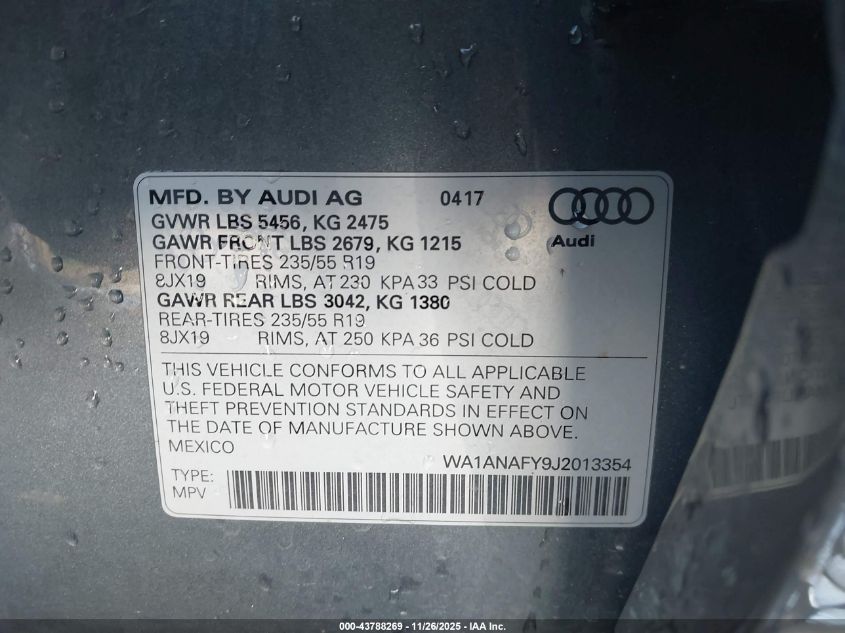 MFD. BY AUDI AG 0417
GVWR LBS 5456, KG 2475
GAWR FRONT LBS 2679, KG 1215
Audi
FRONT-TIRES 235/55 R19
8JX19 RIMS, AT 230 KPA 33 PSI COLD
GAWR REAR LBS 3042, KG 1380
REAR-TIRES 235/55 R19
8JX19 RIMS, AT 250 KPA 36 PSI COLD
THIS VEHICLE CONFORMS TO ALL APPLICABLE
U.S. FEDERAL MOTOR VEHICLE SAFETY AND
THEFT PREVENTION STANDARDS IN EFFECT ON
THE DATE OF MANUFACTURE SHOWN ABOVE.
MEXICO
WA1ANAFY9J2013354
TYPE:
MPV
000-43788269 - 11/26/2025 - IAA Inc.